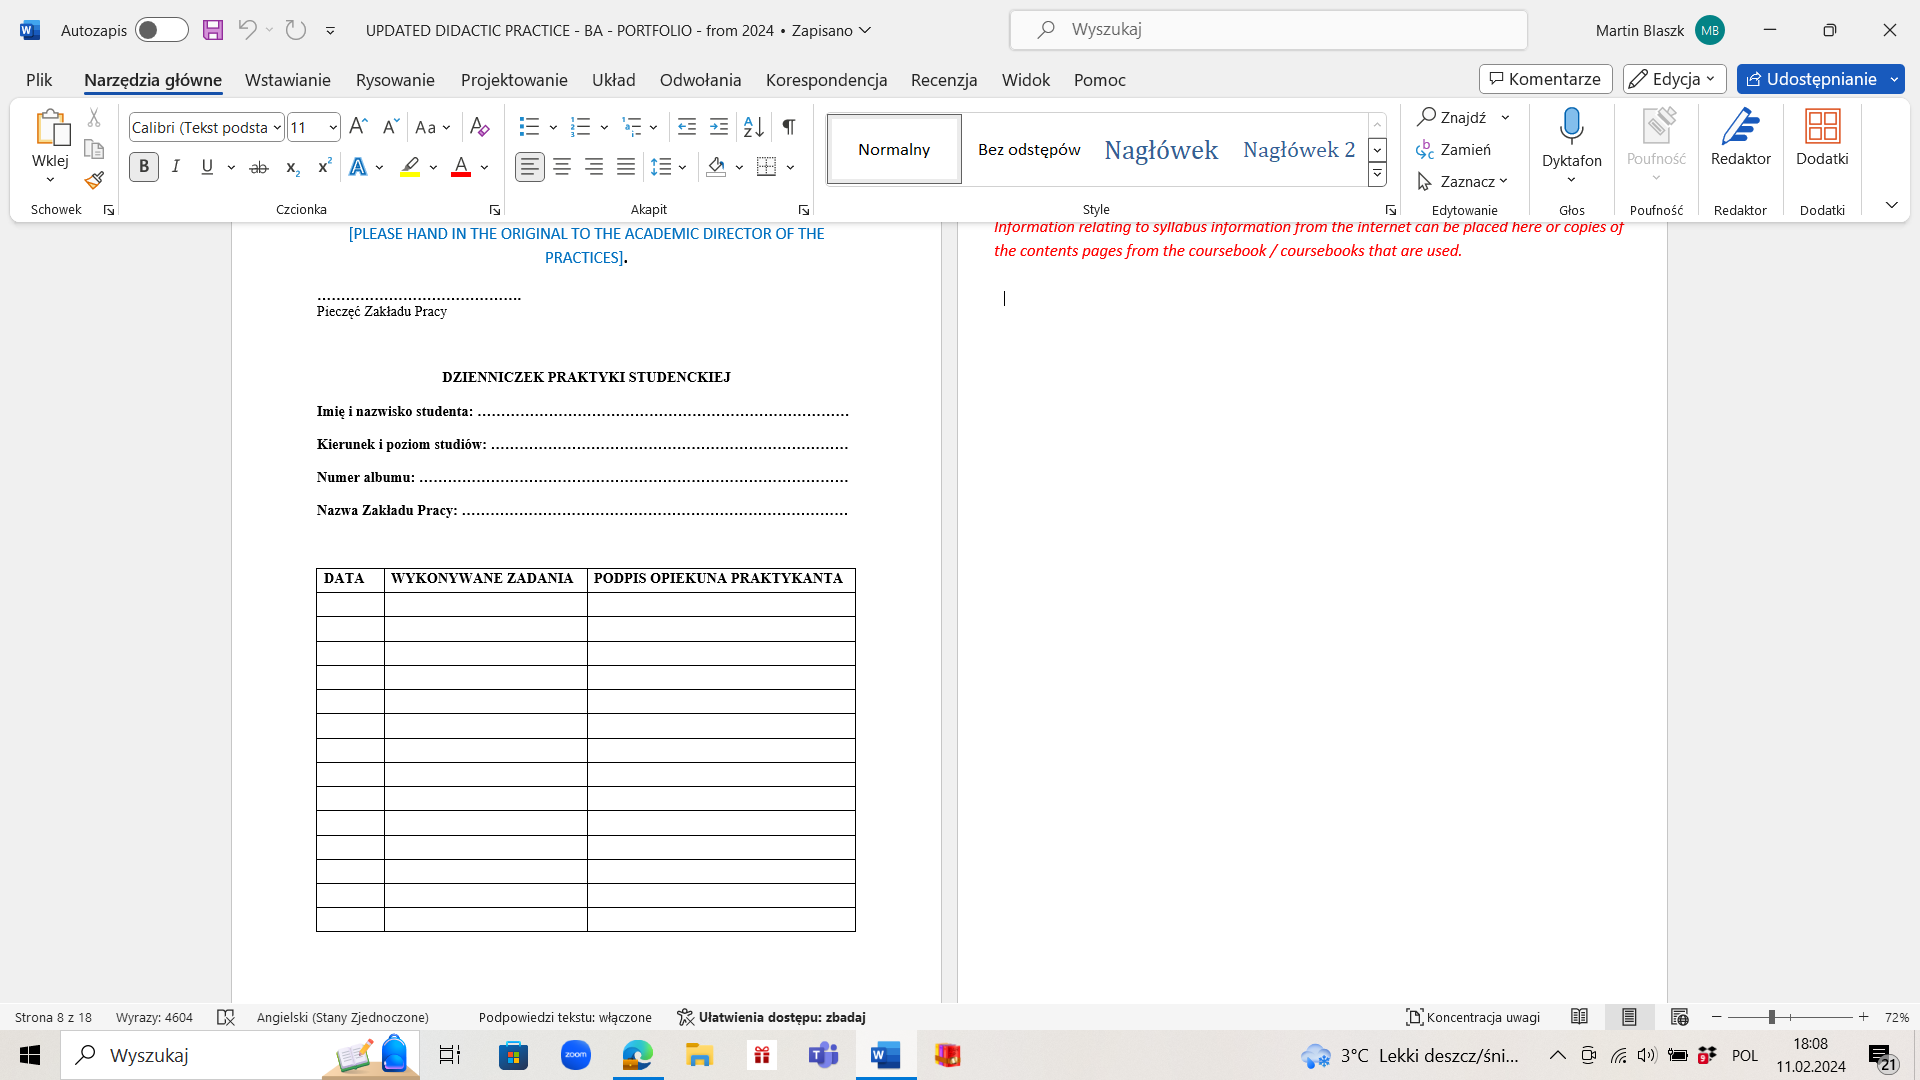 Autozapis
UPDATED DIDACTIC PRACTICE - BA - PORTFOLIO - from 2024 • Zapisano
Wyszukaj
Martin Blaszk
MB
Plik
Narzędzia główne
Wstawianie
Rysowanie
Projektowanie
Układ
Odwołania
Korespondencja
Recenzja
Widok
Pomoc
Komentarze
Edycja
Udostępnianie
Wklej
Schowek
Calibri (Tekst podsta
11
Czcionka
Akapit
Normalny
Bez odstępów
Nagłówek
Nagłówek 2
Style
Znajdź
Zamień
Zaznacz
Edytowanie
Dyktafon
Głos
Poufność
Poufność
Redaktor
Redaktor
Dodatki
Dodatki
[PLEASE HAND IN THE ORIGINAL TO THE ACADEMIC DIRECTOR OF THE
PRACTICES].
…………………………………….
Pieczęć Zakładu Pracy
DZIENNICZEK PRAKTYKI STUDENCKIEJ
Imię i nazwisko studenta: ……………………………………………………………………
Kierunek i poziom studiów: …………………………………………………………………
Numer albumu: ………………………………………………………………………………
Nazwa Zakładu Pracy: ………………………………………………………………………
DATA WYKONYWANE ZADANIA PODPIS OPIEKUNA PRAKTYKANTA
Information relating to syllabus information from the internet can be placed here or copies of
the contents pages from the coursebook / coursebooks that are used.
Strona 8 z 18
Wyrazy: 4604
Angielski (Stany Zjednoczone)
Podpowiedzi tekstu: włączone
Ułatwienia dostępu: zbadaj
Koncentracja uwagi
72%
Wyszukaj
zoom
3°C Lekki deszcz/śni...
9
POL
18:08
11.02.2024
21